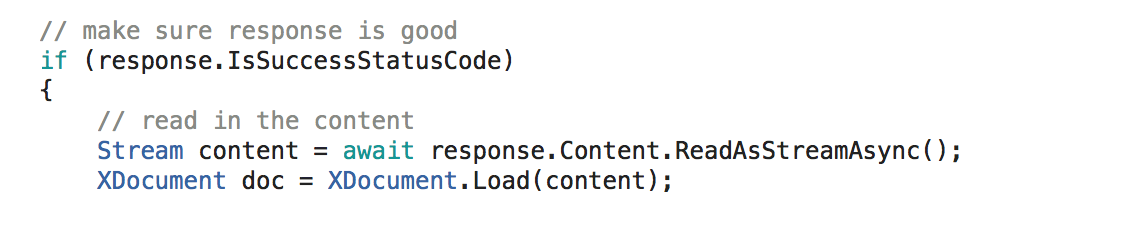 // make sure response is good
if (response.IsSuccessStatusCode)
{
    // read in the content
    Stream content = await response.Content.ReadAsStreamAsync();
    XDocument doc = XDocument.Load(content);